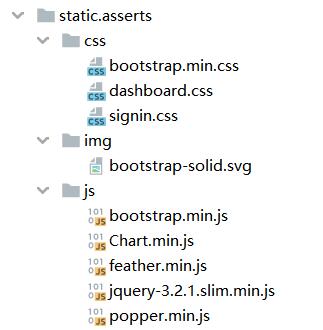 static.asserts
css
bootstrap.min.css
dashboard.css
signin.css
img
bootstrap-solid.svg
js
bootstrap.min.js
Chart.min.js
feather.min.js
jquery-3.2.1.slim.min.js
popper.min.js